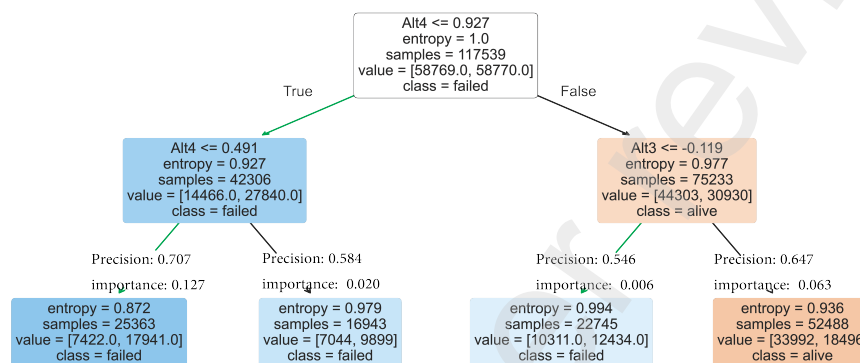 Alt4 <= 0.927
entropy = 1.0
samples = 117539
value = [58769.0, 58770.0]
class = failed
True
False
Alt4 <= 0.491
entropy = 0.927
samples = 42306
value = [14466.0, 27840.0]
class = failed
Alt3 <= -0.119
entropy = 0.977
samples = 75233
value = [44303, 30930]
class = alive
Precision: 0.707
importance: 0.127
Precision: 0.584
importance: 0.020
Precision: 0.546
importance: 0.006
Precision: 0.647
importance: 0.063
entropy = 0.872
samples = 25363
value = [7422.0, 17941.0]
class = failed
entropy = 0.979
samples = 16943
value = [7044, 9899]
class = failed
entropy = 0.994
samples = 22745
value = [10311.0, 12434.0]
class = failed
entropy = 0.936
samples = 52488
value = [33992, 18496
class = alive
or revi